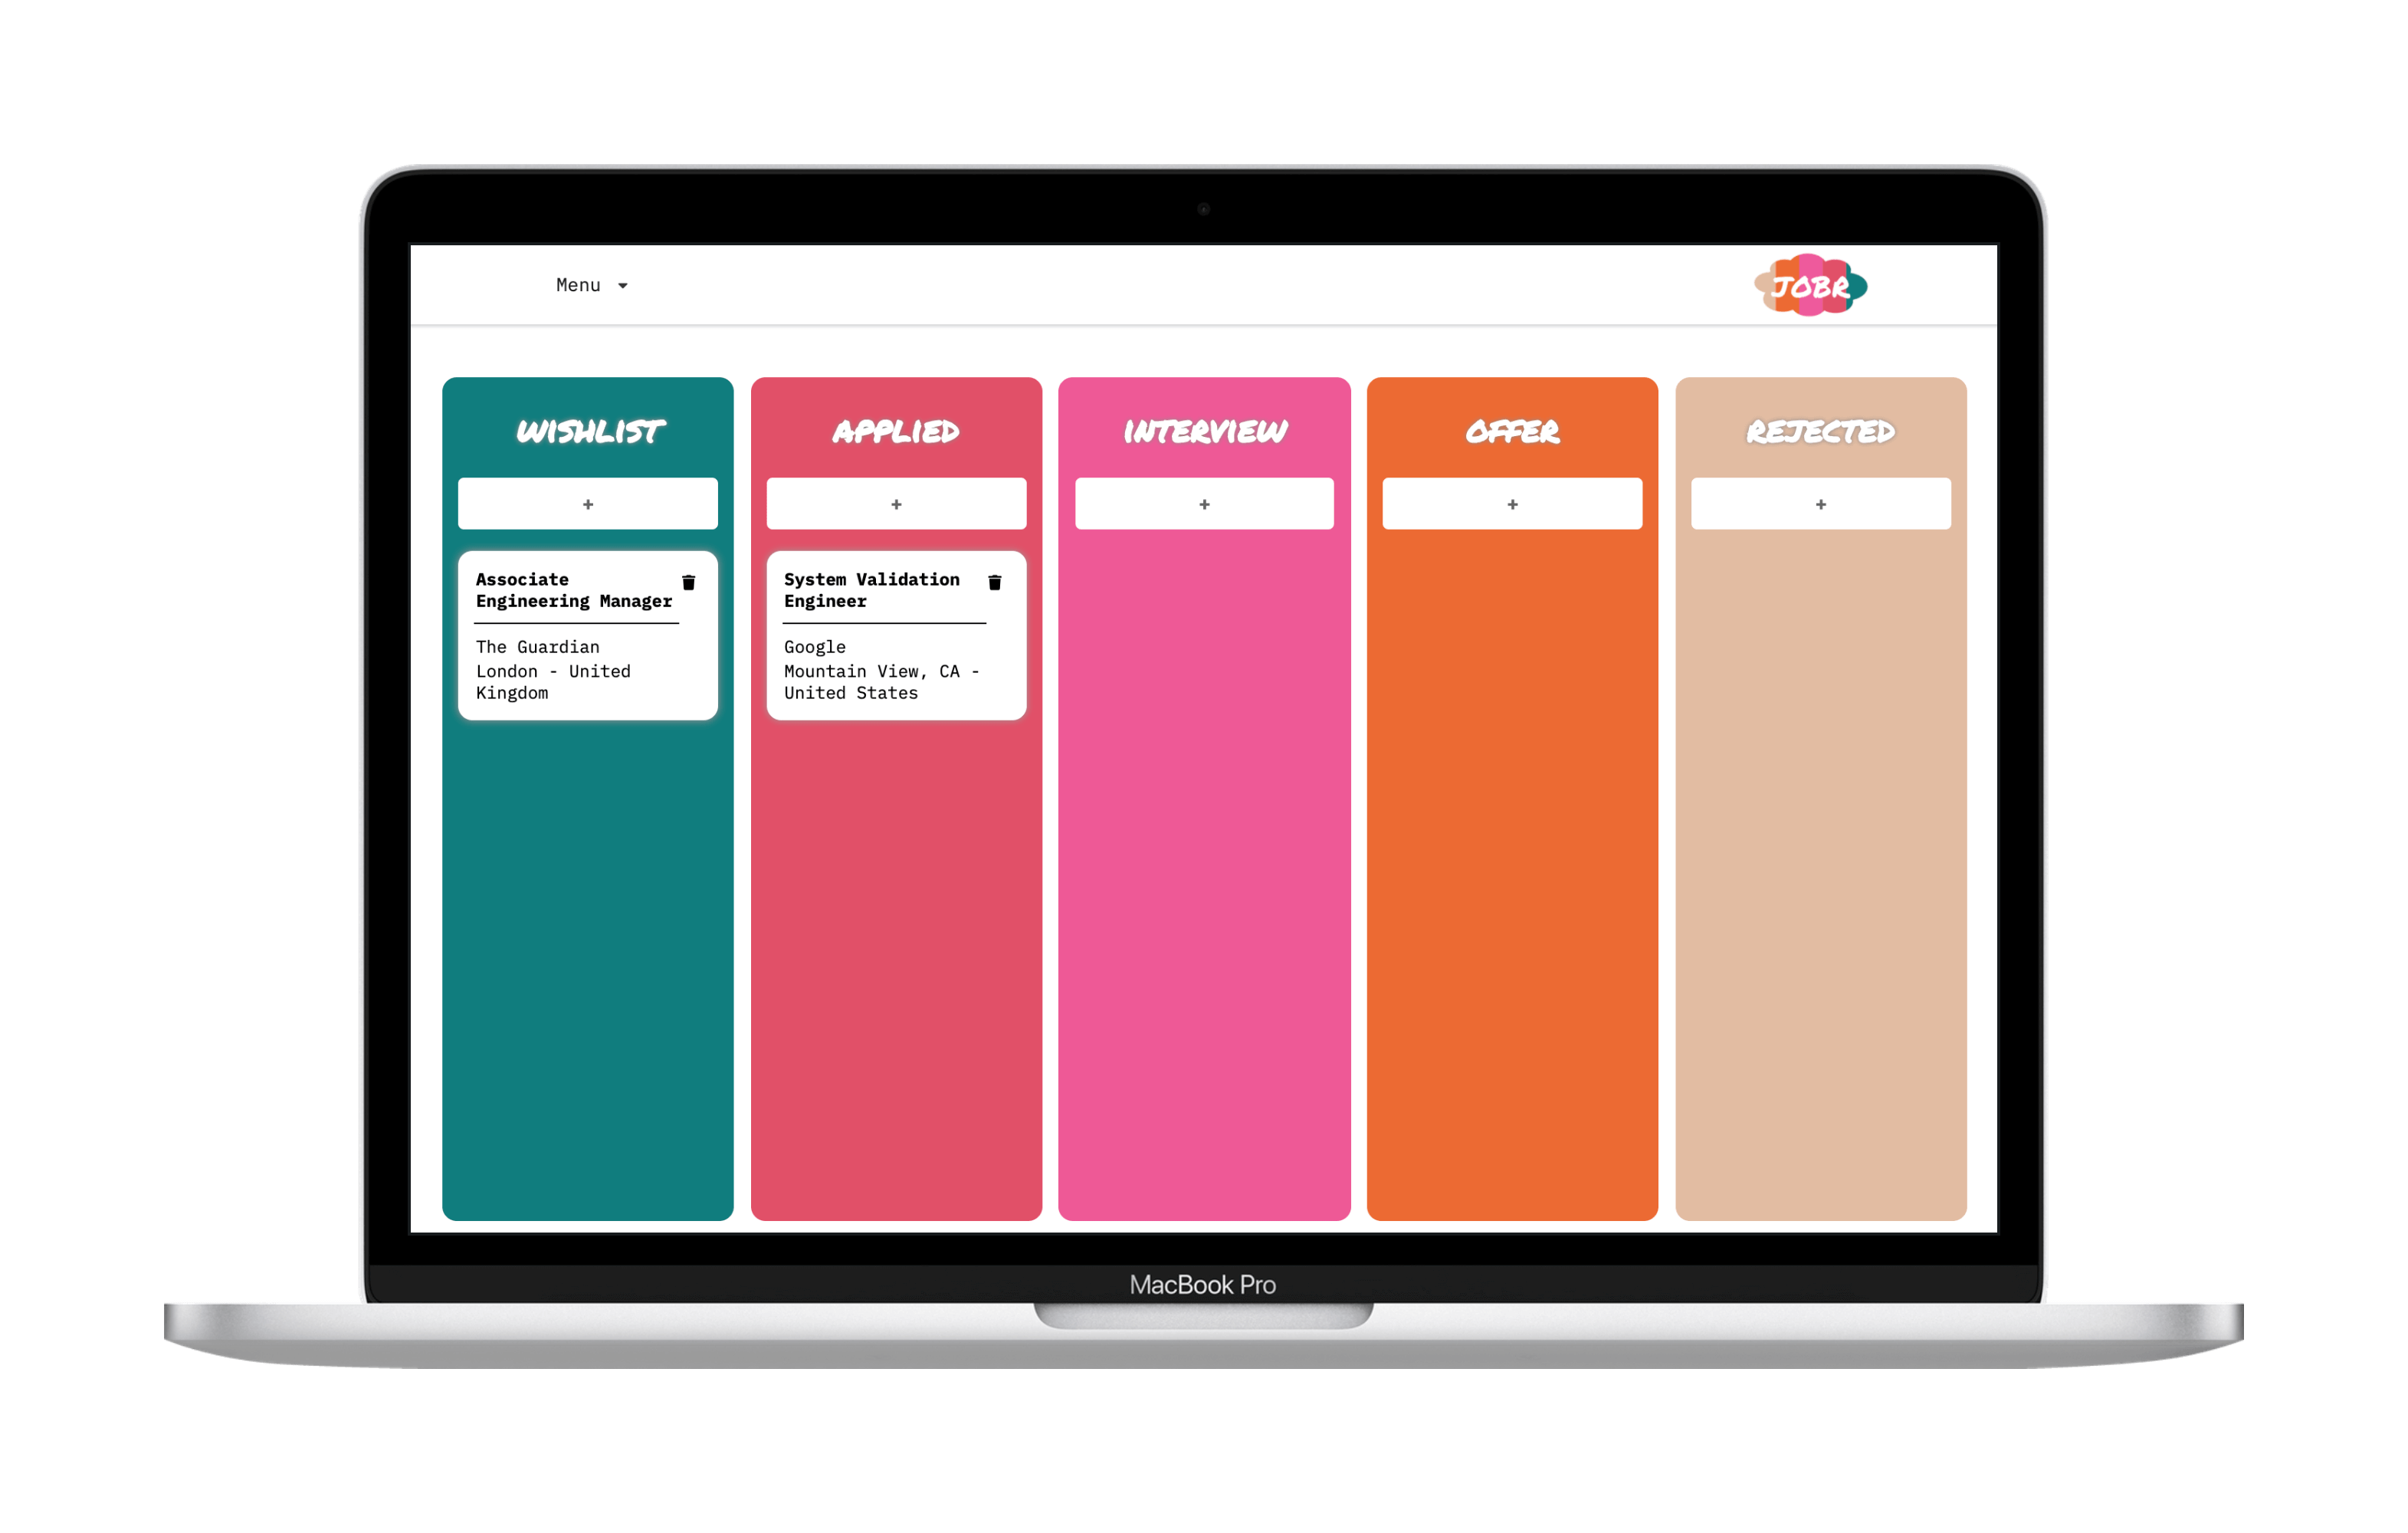 Menu
JOBR
WISHLIST
APPLIED
INTERVIEW
OFFER
REJECTED
+
+
+
+
+
Associate
Engineering Manager
The Guardian
London - United
Kingdom
System Validation
Engineer
Google
Mountain View, CA -
United States
MacBook Pro